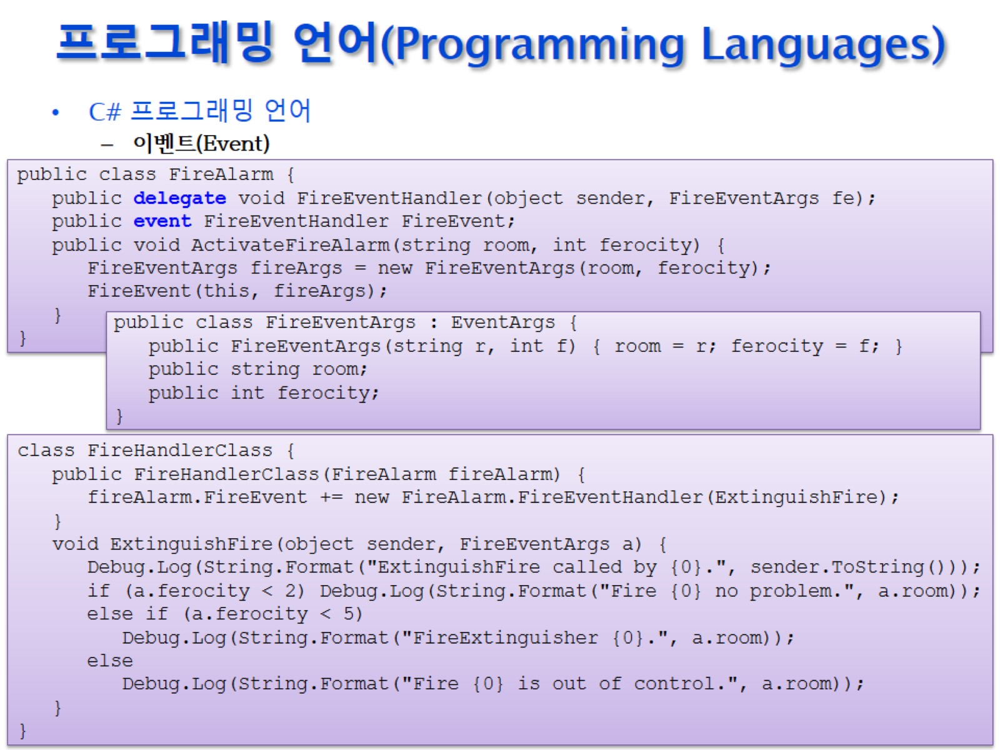 프로그래밍 언어(Programming Languages)
• C# 프로그래밍 언어
– 이벤트(Event)
public class FireAlarm {
   public delegate void FireEventHandler(object sender, FireEventArgs fe);
   public event FireEventHandler FireEvent;
   public void ActivateFireAlarm(string room, int ferocity) {
      FireEventArgs fireArgs = new FireEventArgs(room, ferocity);
      FireEvent(this, fireArgs);
   }
}
public class FireEventArgs : EventArgs {
   public FireEventArgs(string r, int f) { room = r; ferocity = f; }
   public string room;
   public int ferocity;
}
class FireHandlerClass {
   public FireHandlerClass(FireAlarm fireAlarm) {
      fireAlarm.FireEvent += new FireAlarm.FireEventHandler(ExtinguishFire);
   }
   void ExtinguishFire(object sender, FireEventArgs a) {
      Debug.Log(String.Format("ExtinguishFire called by {0}.", sender.ToString()));
      if (a.ferocity < 2) Debug.Log(String.Format("Fire {0} no problem.", a.room));
      else if (a.ferocity < 5)
         Debug.Log(String.Format("FireExtinguisher {0}.", a.room));
      else
         Debug.Log(String.Format("Fire {0} is out of control.", a.room));
   }
}